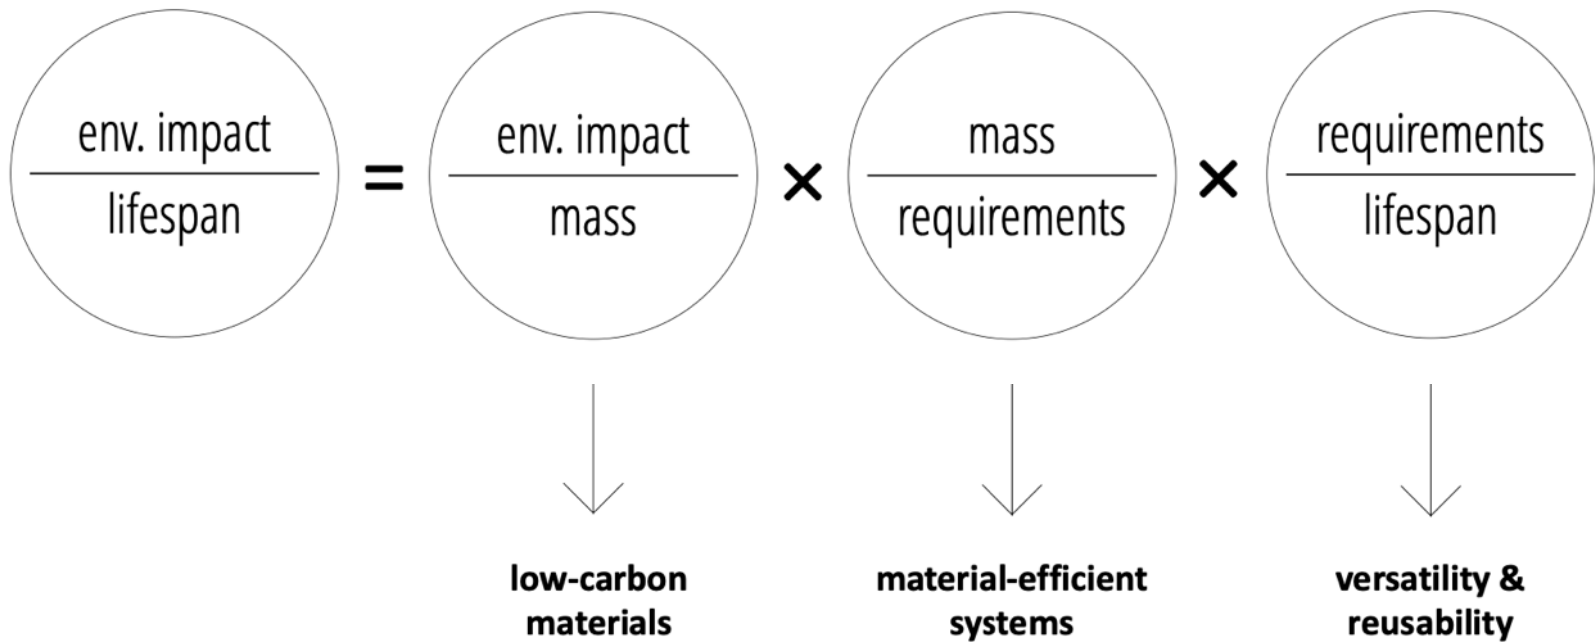 env. impact
lifespan
=
env. impact
mass
×
mass
requirements
×
requirements
lifespan
low-carbon
materials
material-efficient
systems
versatility &
reusability